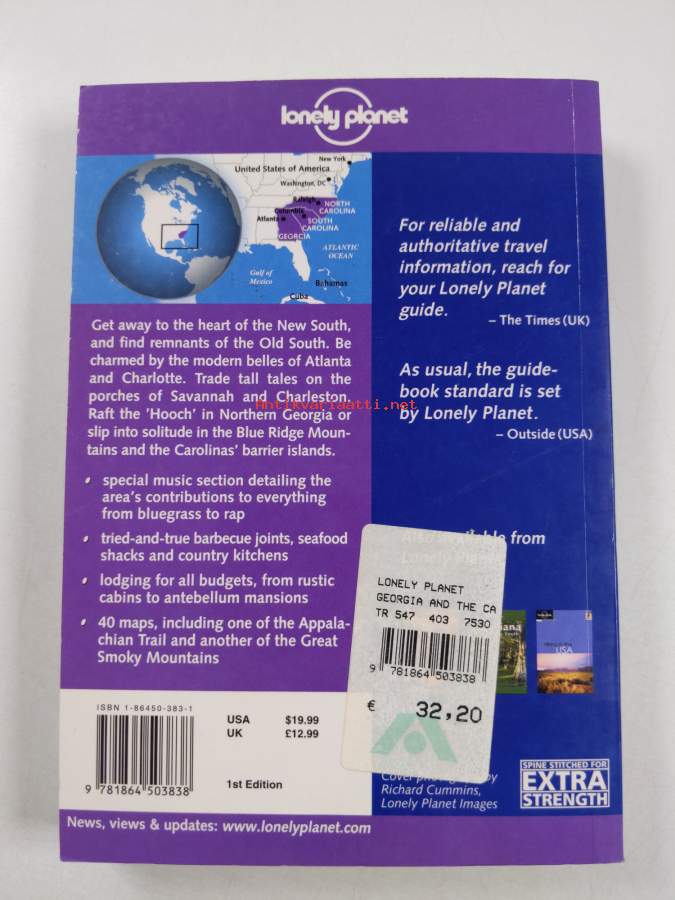 lonely planet
New York
United States of America
Washington, DC
Raleigh
NORTH
CAROLINA
Columbia
Atlanta
SOUTH
CAROLINA
GEORGIA
ATLANTIC
OCEAN
Gulf of
Mexico
Bahamas
Cuba
Get away to the heart of the New South,
and find remnants of the Old South. Be
charmed by the modern belles of Atlanta
and Charlotte. Trade tall tales on the
porches of Savannah and Charleston.
Raft the 'Hooch' in Northern Georgia or
slip into solitude in the Blue Ridge Moun-
tains and the Carolinas' barrier islands.
• special music section detailing the
area's contributions to everything
from bluegrass to rap
• tried-and-true barbecue joints, seafood
shacks and country kitchens
• lodging for all budgets, from rustic
cabins to antebellum mansions
• 40 maps, including one of the Appala-
chian Trail and another of the Great
Smoky Mountains
For reliable and
authoritative travel
information, reach for
your Lonely Planet
guide.
– The Times (UK)
As usual, the guide-
book standard is set
by Lonely Planet.
– Outside (USA)
Antikvariaatti.net
Also available from
Lonely Planet
LONELY PLANET
GEORGIA AND THE CA
TR 547 403 7530
9 781864 503838
€ 32,20
USA
ISBN 1-86450-383-1
9 781864 503838
USA $19.99
UK £12.99
1st Edition
Cover photograph by
Richard Cummins,
Lonely Planet Images
SPINE STITCHED FOR
EXTRA
STRENGTH
News, views & updates: www.lonelyplanet.com